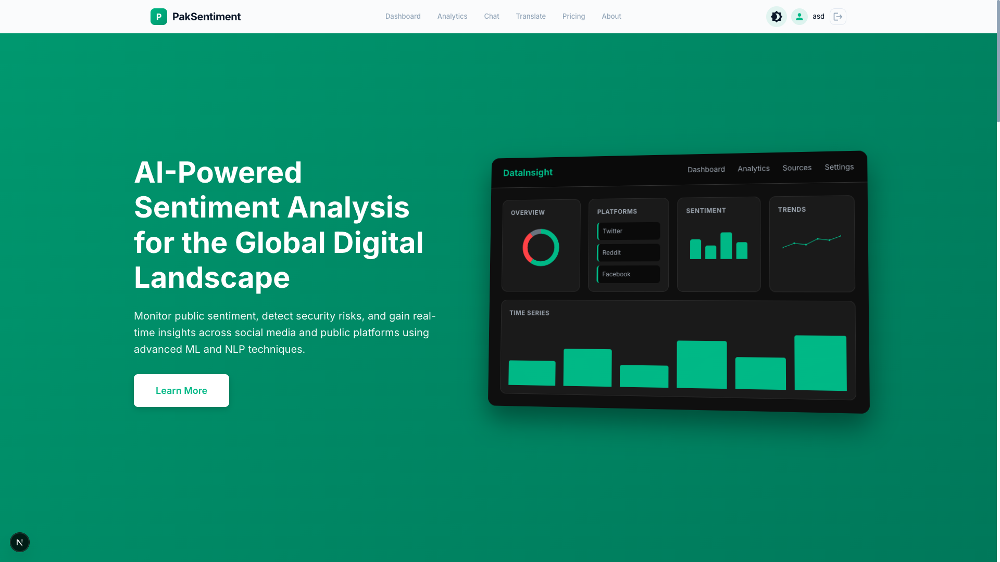 P PakSentiment
Dashboard Analytics Chat Translate Pricing About
asd
AI-Powered
Sentiment Analysis
for the Global Digital
Landscape
Monitor public sentiment, detect security risks, and gain real-
time insights across social media and public platforms using
advanced ML and NLP techniques.
Learn More
DataInsight
Dashboard Analytics Sources Settings
OVERVIEW
PLATFORMS
Twitter
Reddit
Facebook
SENTIMENT
TRENDS
TIME SERIES
N